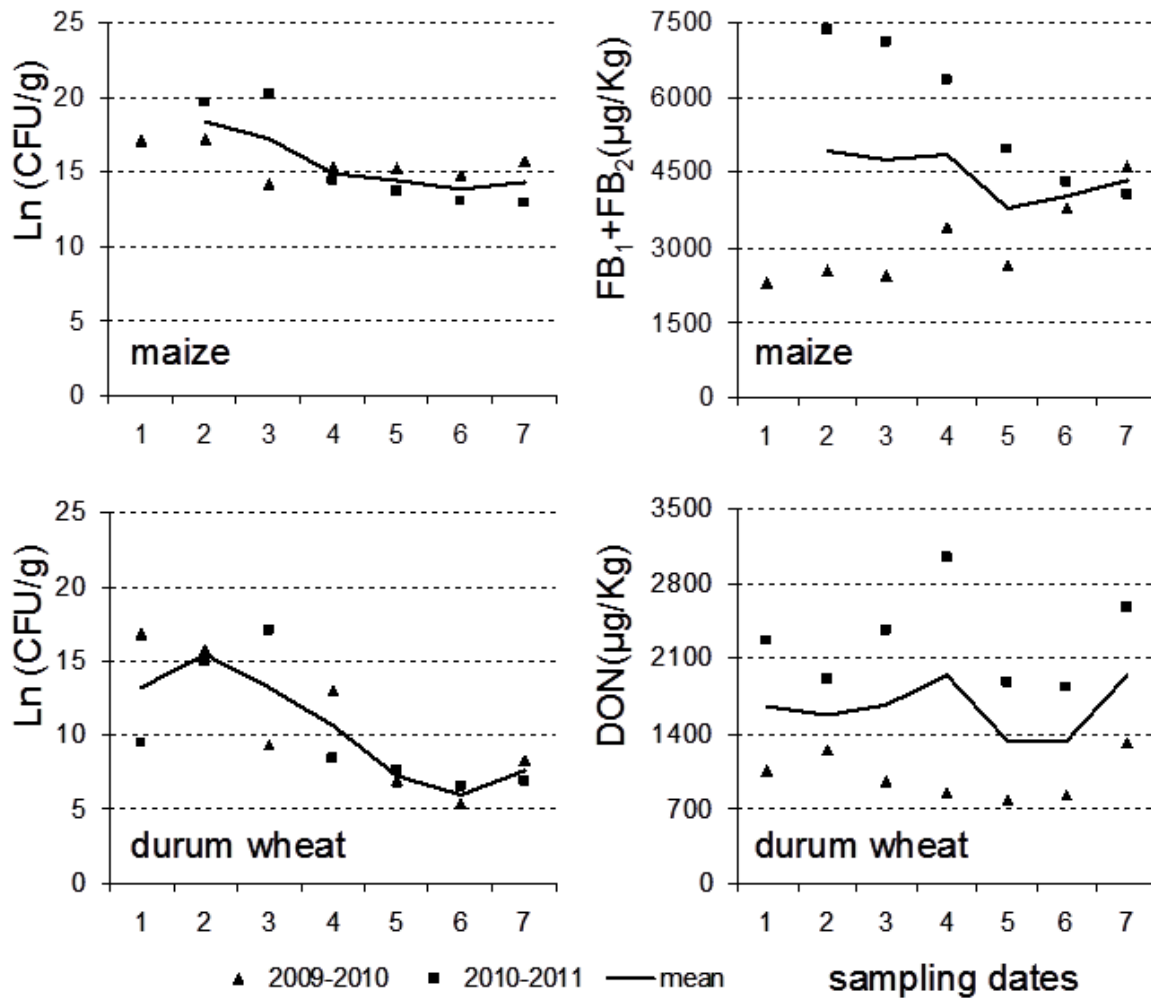 Ln (CFU/g)
25
20
15
10
5
0
maize
1 2 3 4 5 6 7
FB1+FB2(µg/Kg)
7500
6000
4500
3000
1500
0
maize
1 2 3 4 5 6 7
Ln (CFU/g)
25
20
15
10
5
0
durum wheat
1 2 3 4 5 6 7
DON(µg/Kg)
3500
2800
2100
1400
700
0
durum wheat
1 2 3 4 5 6 7
2009-2010 2010-2011 mean sampling dates